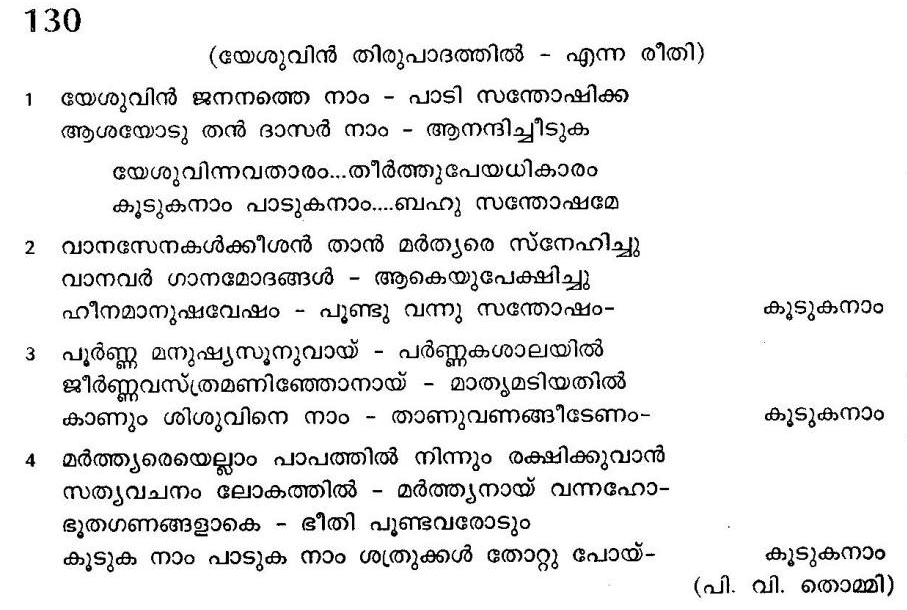 130
(യേശുവിൻ തിരുപാദത്തിൽ - എന്ന രീതി)
1 യേശുവിൻ ജനനത്തെ നാം - പാടി സന്തോഷിക്ക
ആശയോടു തൻ ദാസർ നാം - ആനന്ദിച്ചീടുക
യേശുവിന്നവതാരം...തീർത്തുപേയധികാരം
കൂടുകനാം പാടുകനാം....ബഹു സന്തോഷമേ
2 വാനസേനകൾക്കീശൻ താൻ മർത്യരെ സ്നേഹിച്ചു
വാനവർ ഗാനമോദങ്ങൾ - ആകെയുപേക്ഷിച്ചു
ഹീനമാനുഷവേഷം - പൂണ്ടു വന്നു സന്തോഷം- കൂടുകനാം
3 പൂർണ്ണ മനുഷ്യസൂനുവായ് - പർണ്ണകശാലയിൽ
ജീർണ്ണവസ്ത്രമണിഞ്ഞോനായ് - മാതൃമടിയതിൽ
കാണും ശിശുവിനെ നാം - താണുവണങ്ങീടേണം- കൂടുകനാം
4 മർത്ത്യരെയെല്ലാം പാപത്തിൽ നിന്നും രക്ഷിക്കുവാൻ
സത്യവചനം ലോകത്തിൽ - മർത്ത്യനായ് വന്നഹോ-
ഭൂതഗണങ്ങളാകെ - ഭീതി പൂണ്ടവരോടും
കൂടുക നാം പാടുക നാം ശത്രുക്കൾ തോറ്റു പോയ്- കൂടുകനാം
(പി. വി. തൊമ്മി)